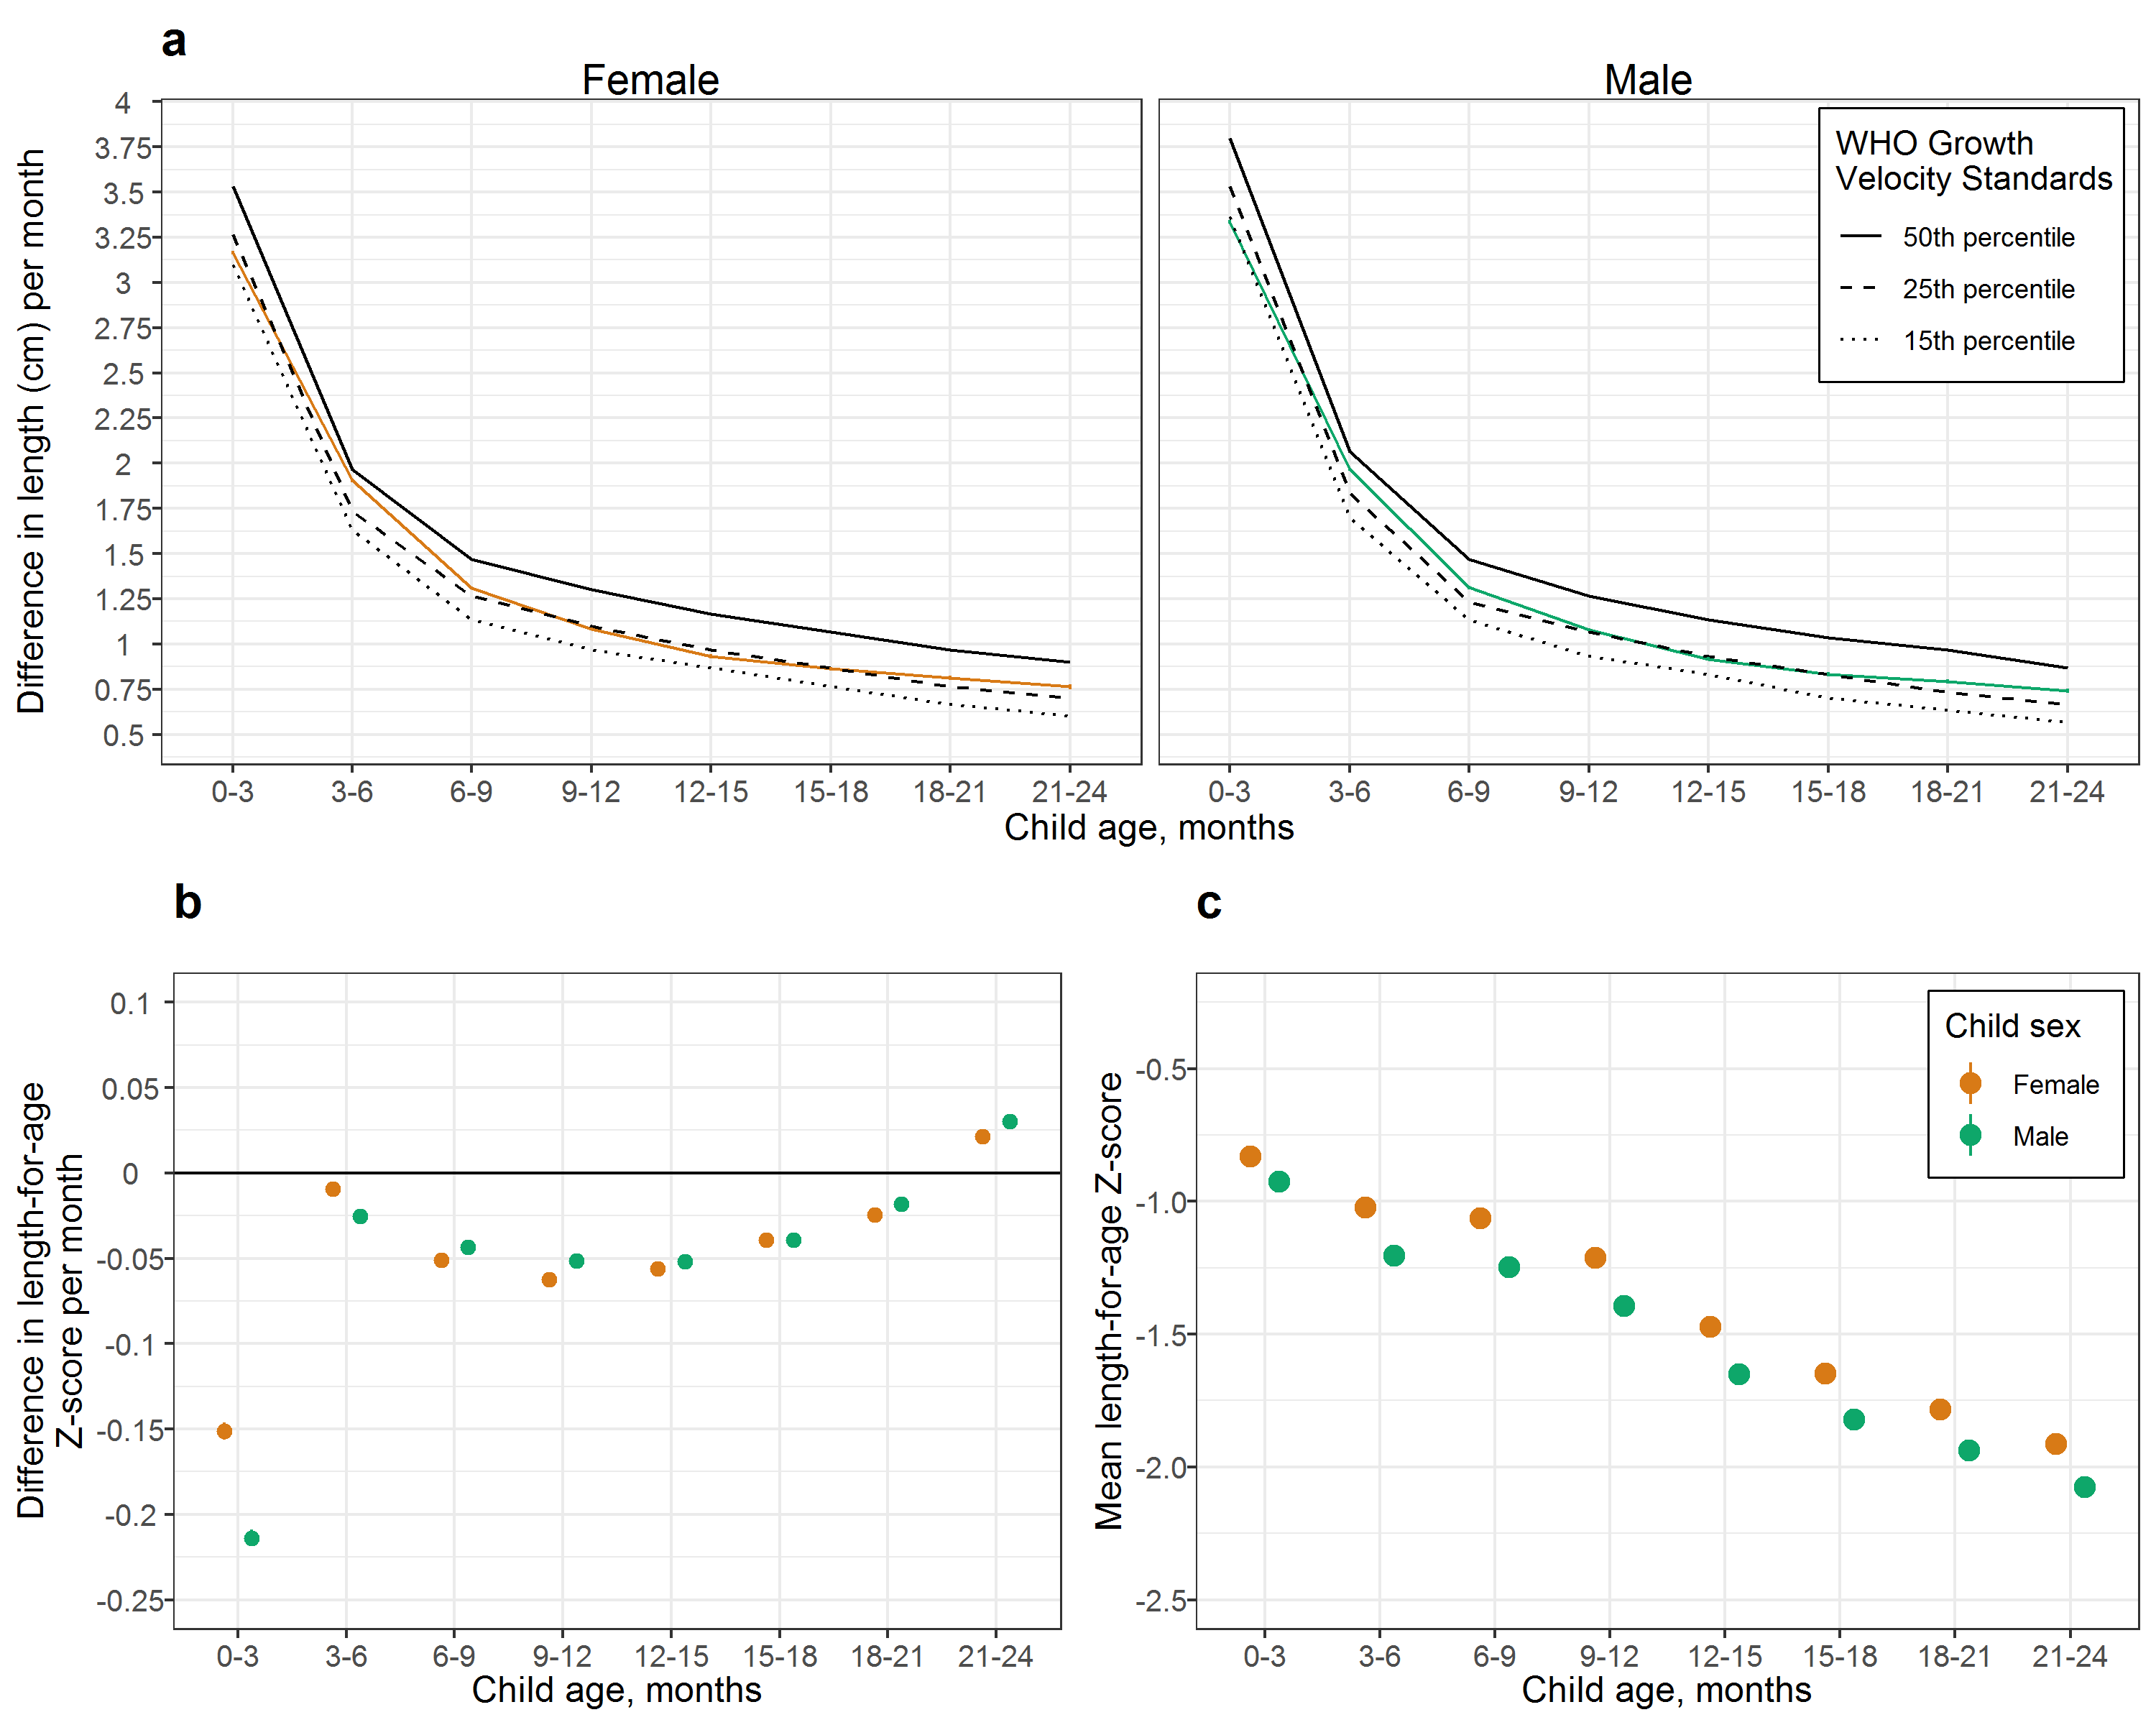 a
Female
Male
Difference in length (cm) per month
4
3.75
3.5
3.25
3
2.75
2.5
2.25
2
1.75
1.5
1.25
1
0.75
0.5
WHO Growth
Velocity Standards
50th percentile
25th percentile
15th percentile
0-3 3-6 6-9 9-12 12-15 15-18 18-21 21-24
0-3 3-6 6-9 9-12 12-15 15-18 18-21 21-24
Child age, months
b
Difference in length-for-age
Z-score per month
0.1
0.05
0
-0.05
-0.1
-0.15
-0.2
-0.25
0-3 3-6 6-9 9-12 12-15 15-18 18-21 21-24
Child age, months
c
Mean length-for-age Z-score
-0.5
-1.0
-1.5
-2.0
-2.5
Child sex
Female
Male
0-3 3-6 6-9 9-12 12-15 15-18 18-21 21-24
Child age, months